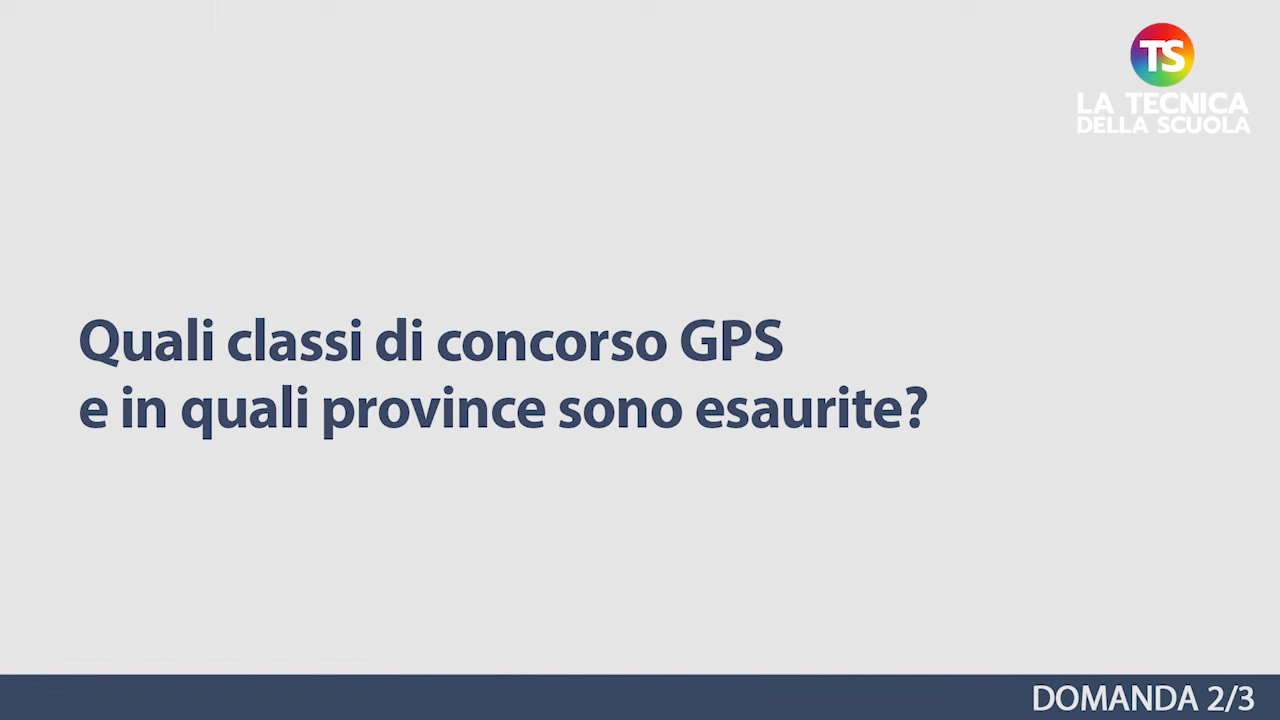 TS
LA TECNICA
DELLA SCUOLA
Quali classi di concorso GPS
e in quali province sono esaurite?
DOMANDA 2/3